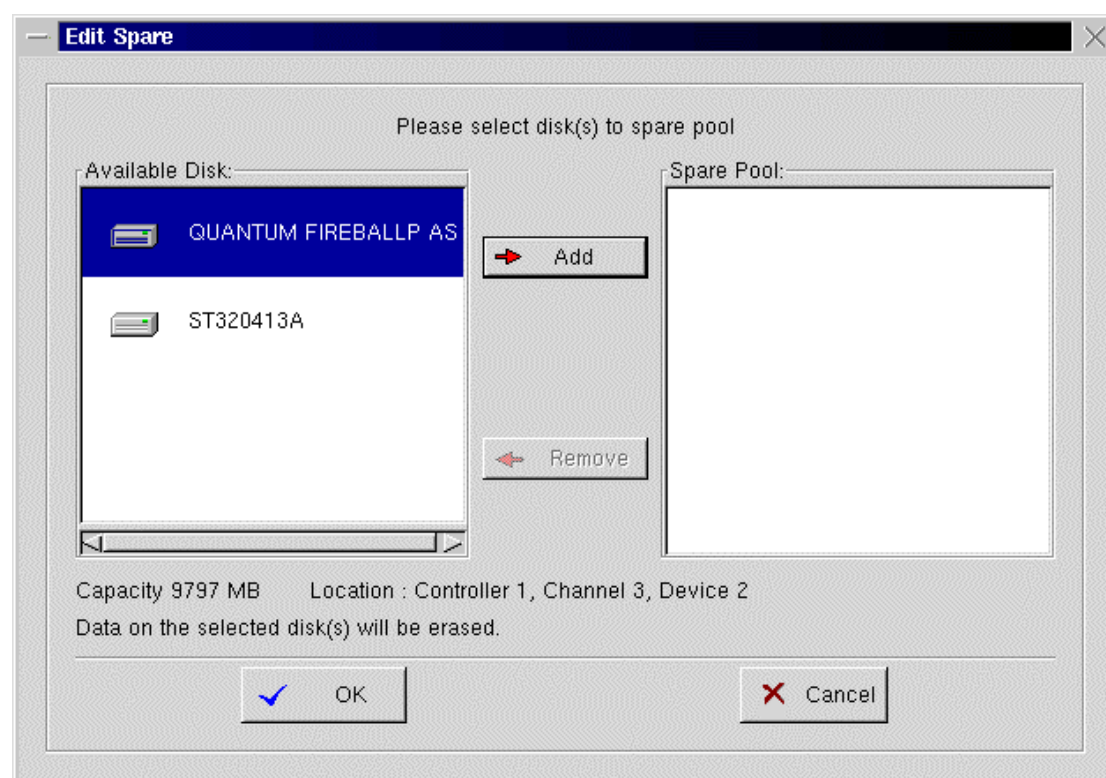 Edit Spare
Please select disk(s) to spare pool
Available Disk:
Spare Pool:
QUANTUM FIREBALLP AS
Add
ST320413A
Remove
Capacity 9797 MB Location : Controller 1, Channel 3, Device 2
Data on the selected disk(s) will be erased.
OK
Cancel